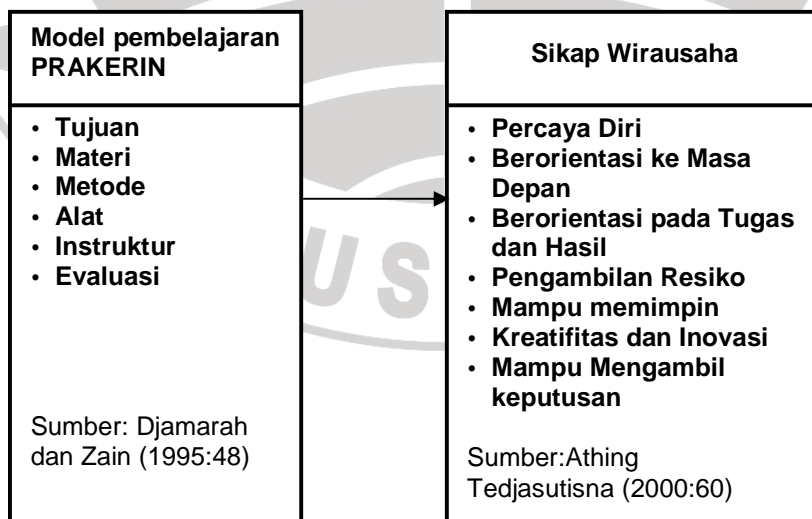 Model pembelajaran
PRAKERIN
• Tujuan
• Materi
• Metode
• Alat
• Instruktur
• Evaluasi
Sumber: Djamarah
dan Zain (1995:48)
Sikap Wirausaha
• Percaya Diri
• Berorientasi ke Masa
Depan
• Berorientasi pada Tugas
dan Hasil
• Pengambilan Resiko
• Mampu memimpin
• Kreatifitas dan Inovasi
• Mampu Mengambil
keputusan
Sumber:Athing
Tedjasutisna (2000:60)
US